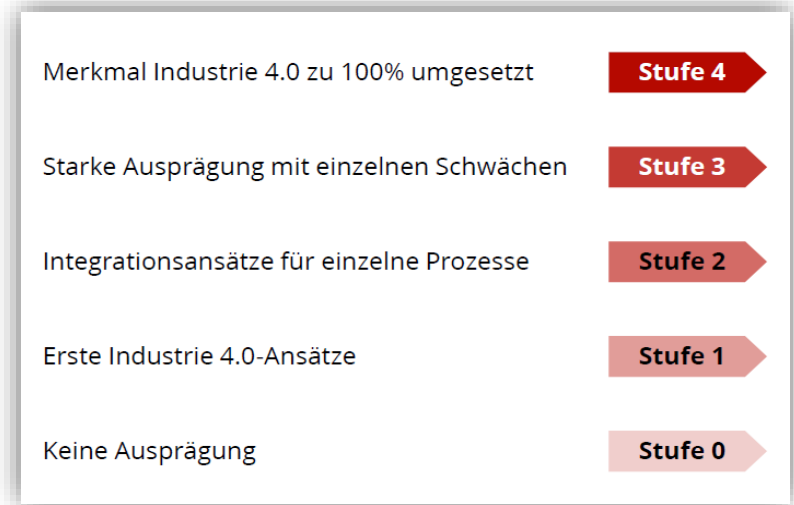 Merkmal Industrie 4.0 zu 100% umgesetzt Stufe 4
Starke Ausprägung mit einzelnen Schwächen Stufe 3
Integrationsansätze für einzelne Prozesse Stufe 2
Erste Industrie 4.0-Ansätze Stufe 1
Keine Ausprägung Stufe 0